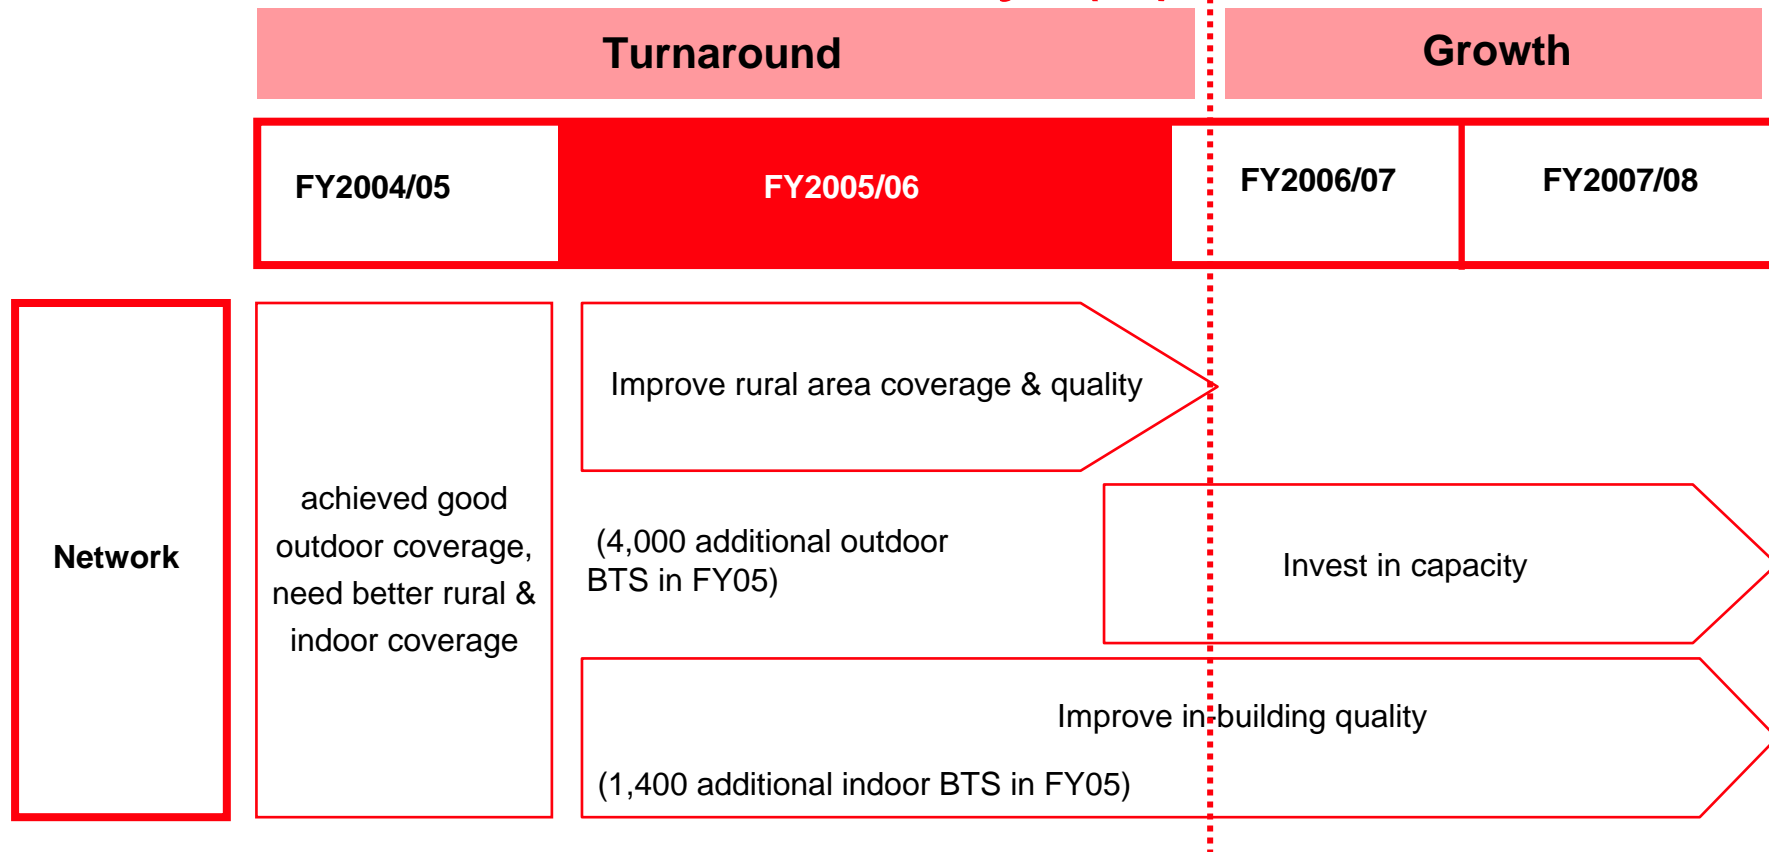 Turnaround
Growth
FY2004/05
FY2005/06
FY2006/07
FY2007/08
Network
achieved good
outdoor coverage,
need better rural &
indoor coverage
Improve rural area coverage & quality
(4,000 additional outdoor
BTS in FY05)
Invest in capacity
Improve in-building quality
(1,400 additional indoor BTS in FY05)